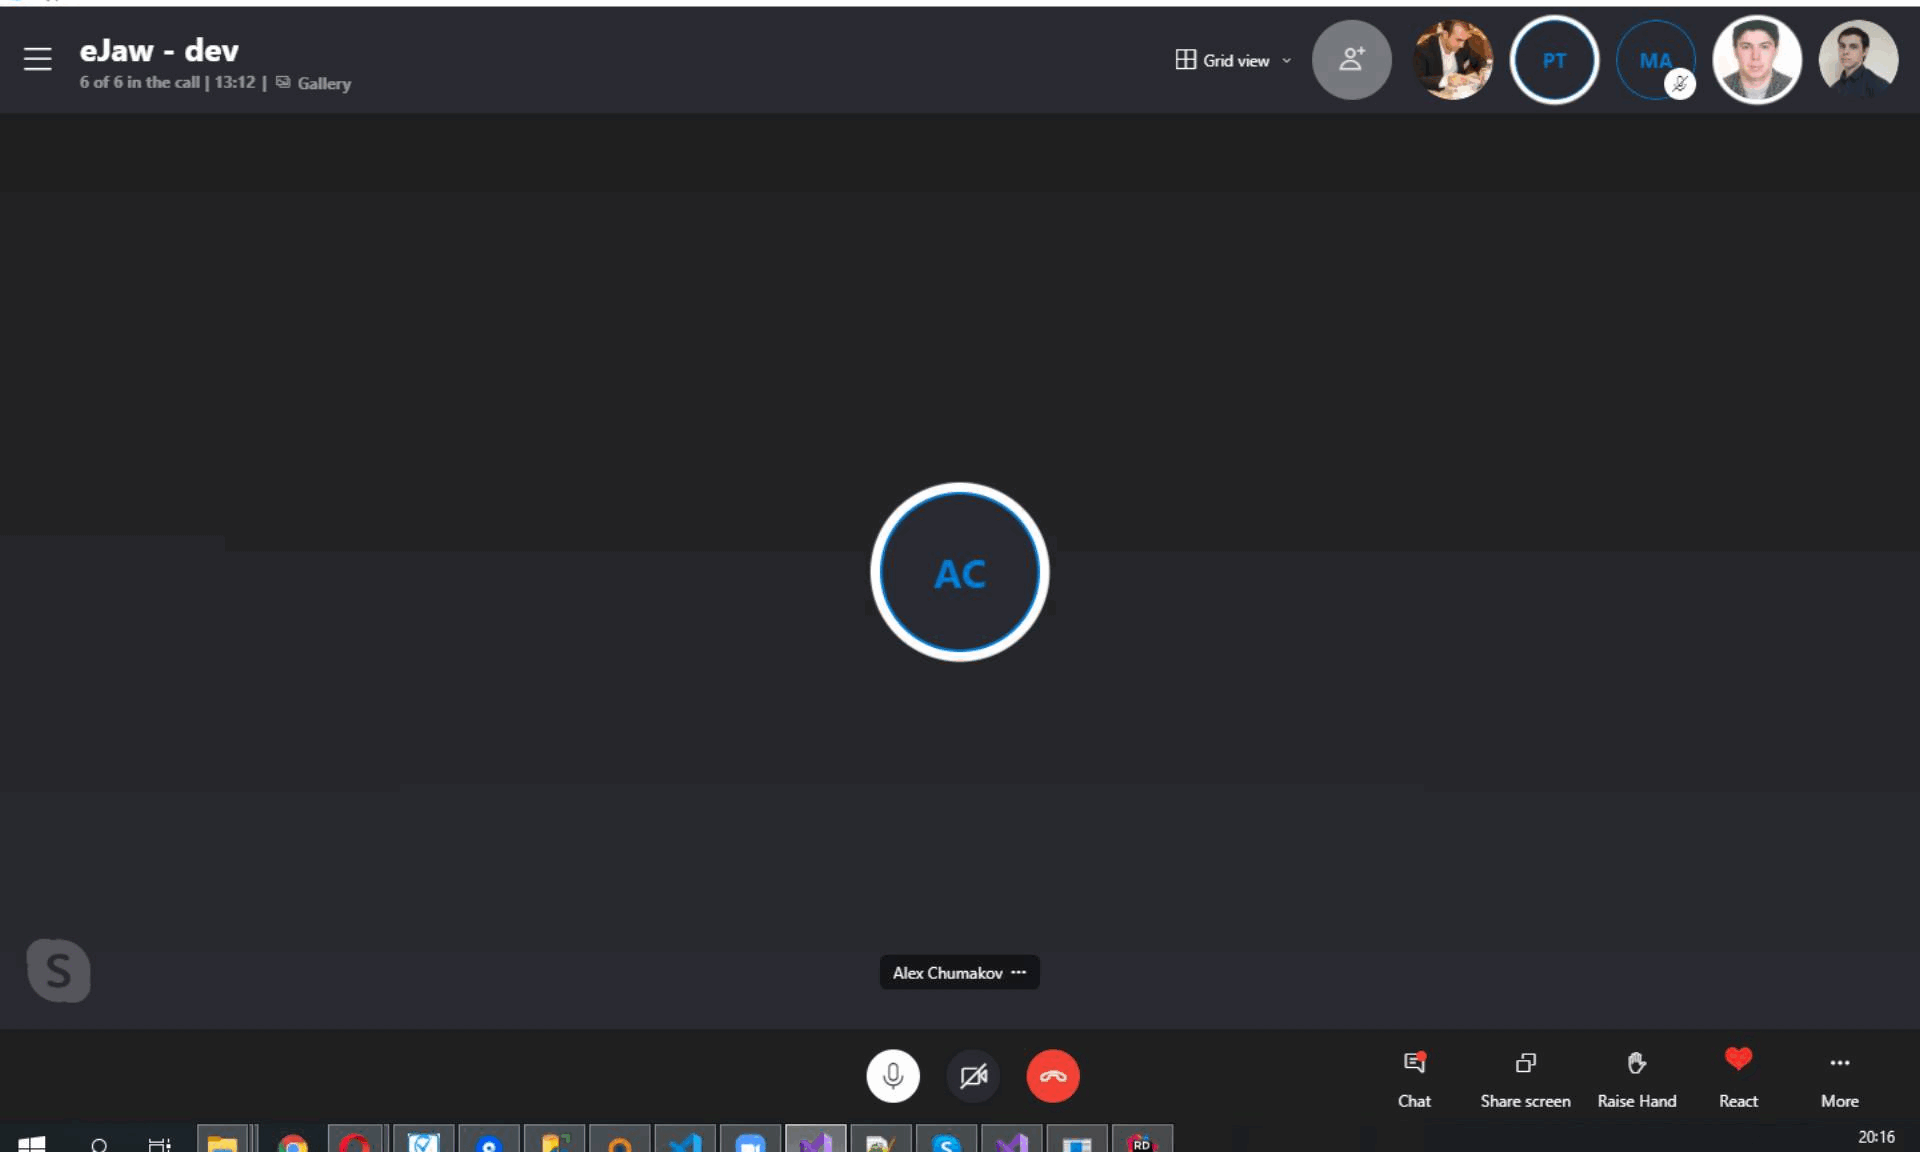 eJaw - dev
6 of 6 in the call | 13:12 | Gallery
Grid view
PT
MA
AC
S
Alex Chumakov
Chat
Share screen
Raise Hand
React
More
S
RD
20:16